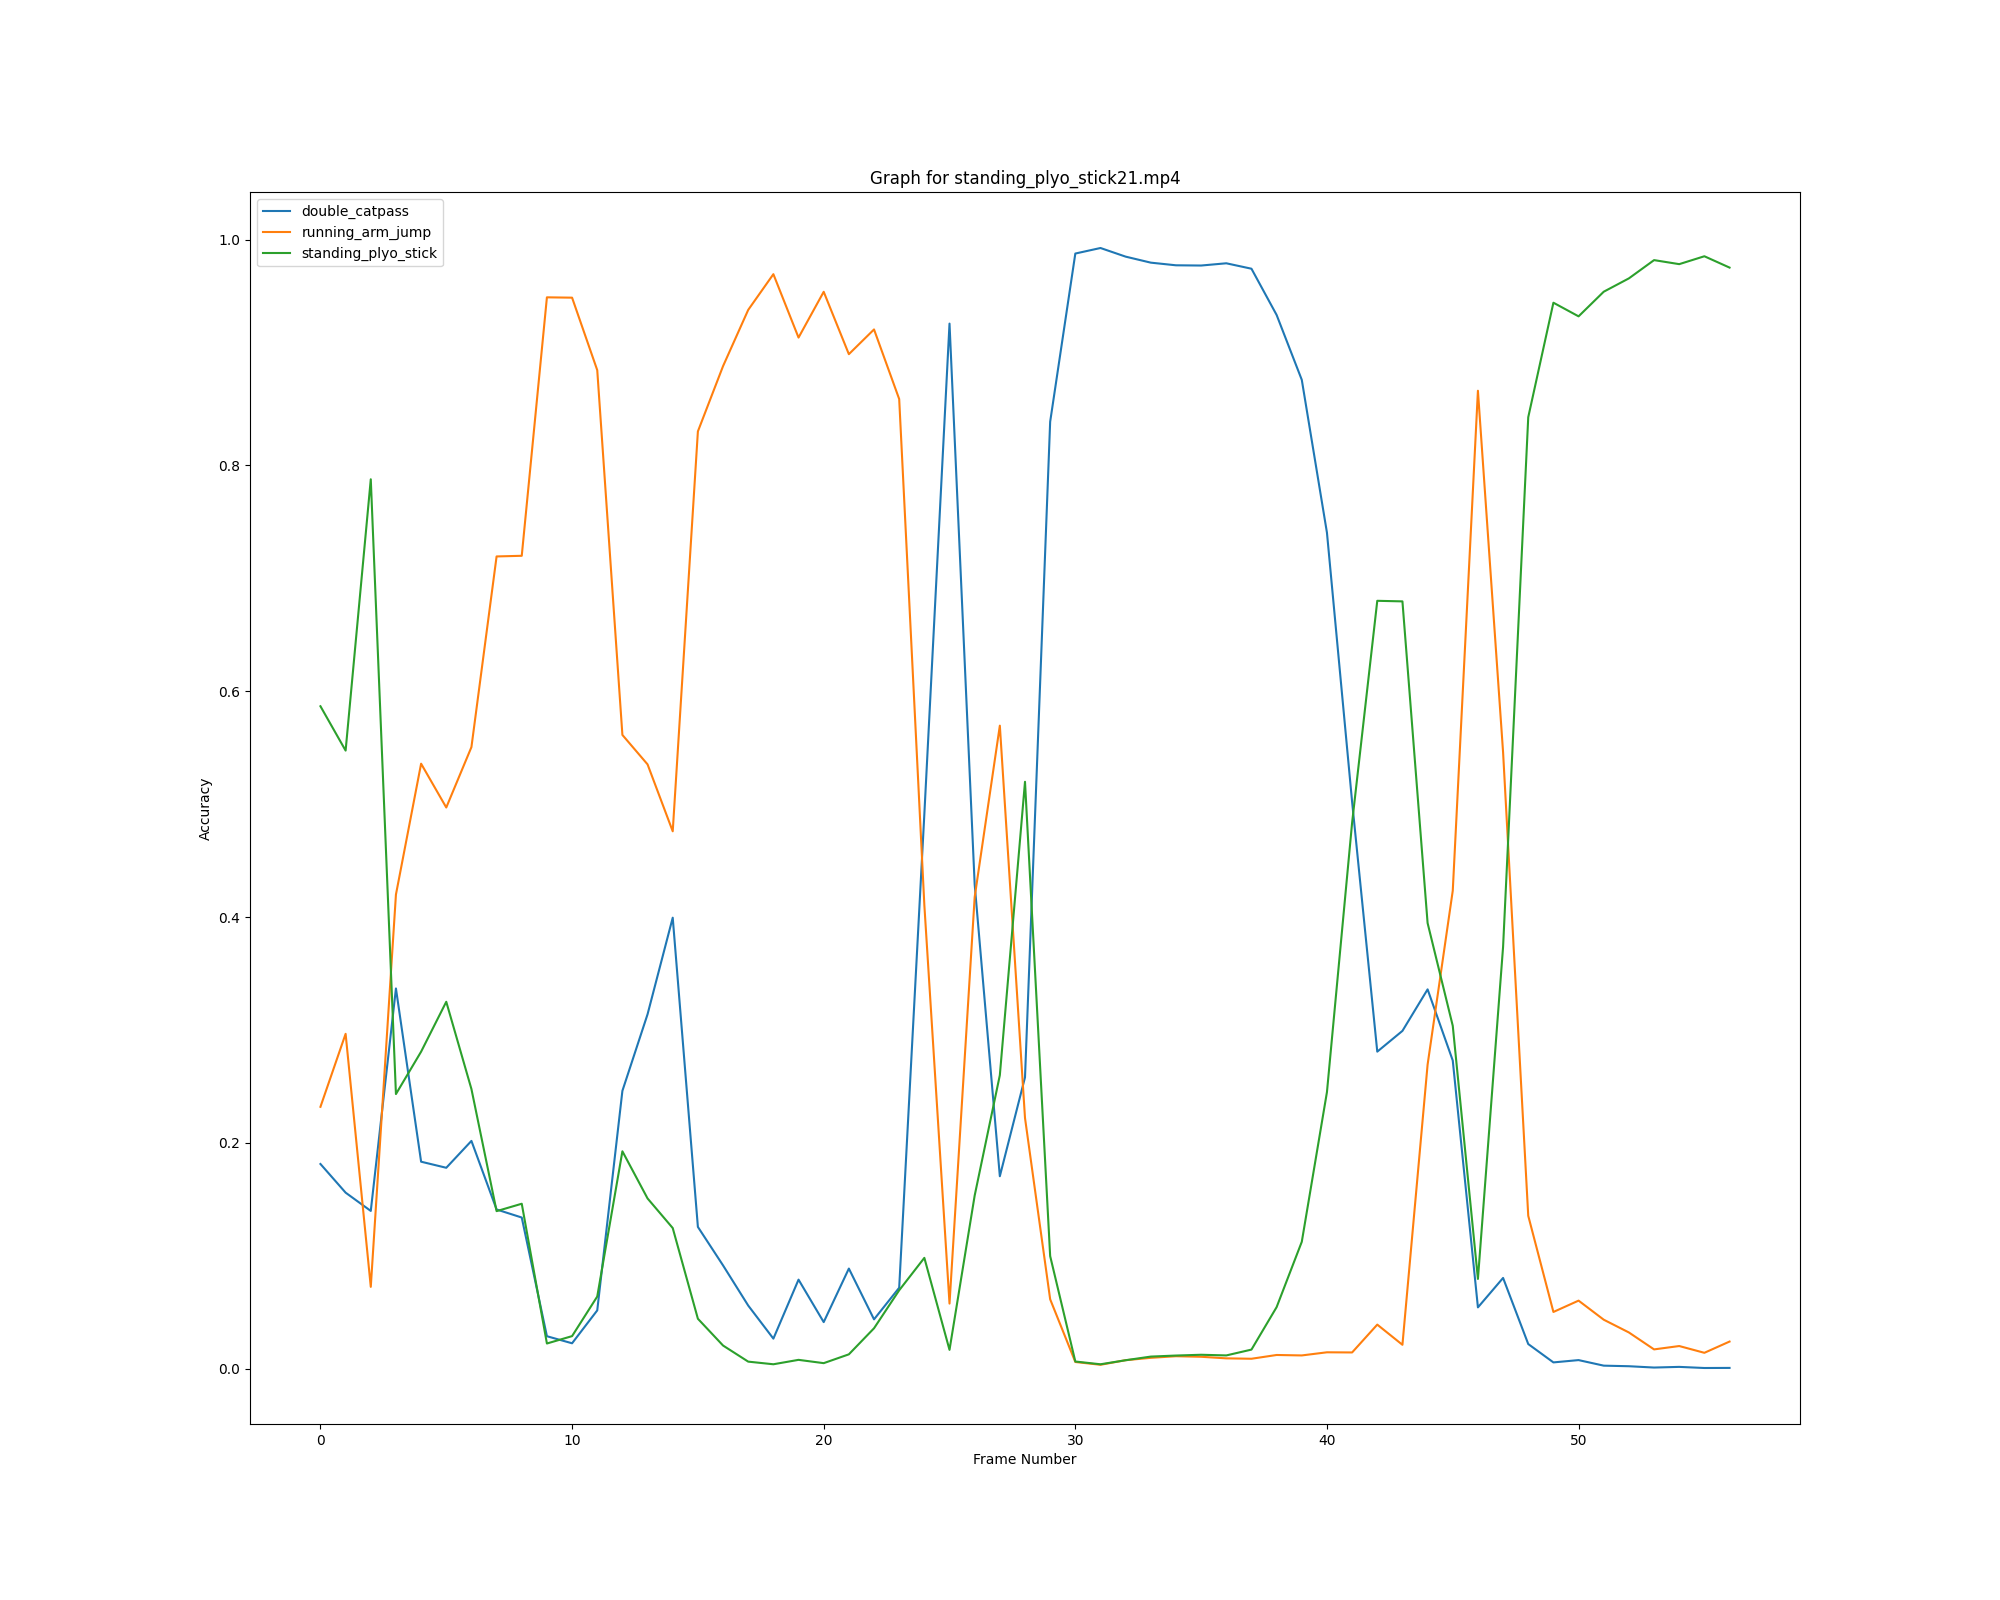 Graph for standing_plyo_stick21.mp4
double_catpass
running_arm_jump
standing_plyo_stick
1.0
0.8
0.6
0.4
0.2
0.0
Accuracy
0 10 20 30 40 50
Frame Number